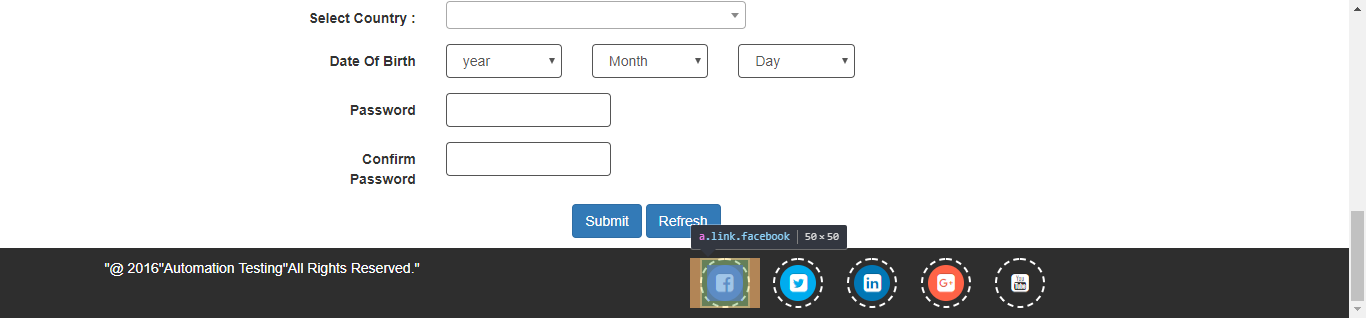 Select Country :
Date Of Birth year Month Day
Password
Confirm
Password
Submit Refresh
a.link.facebook 50×50
"@ 2016"Automation Testing"All Rights Reserved."
f in G+ You Tube